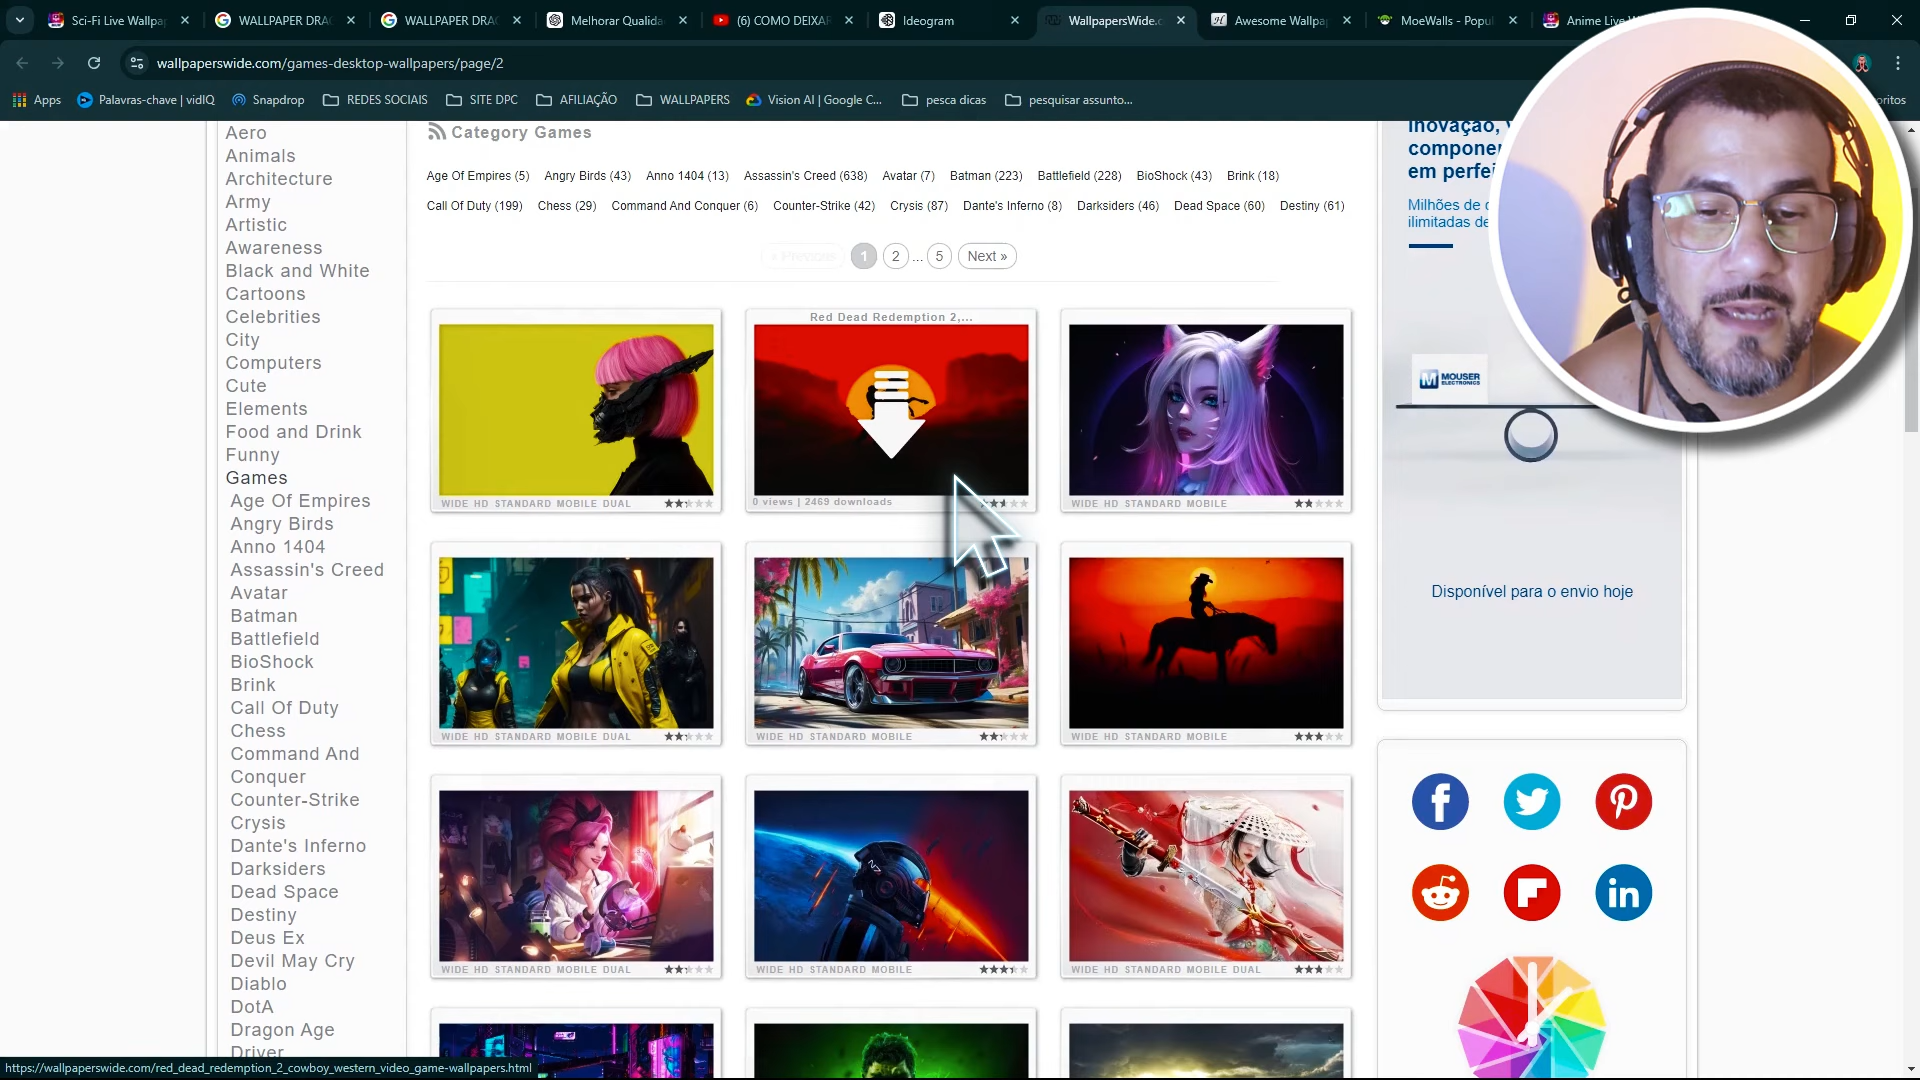 Sci-Fi Live Wallpap
WALLPAPER DRAG
WALLPAPER DRAG
Melhorar Qualida
(6) COMO DEIXAR
Ideogram
WallpapersWide.c
Awesome Wallpap
MoeWalls - Popul
Anime Live W
wallpaperswide.com/games-desktop-wallpapers/page/2
Apps
Palavras-chave | vidIQ
Snapdrop
REDES SOCIAIS
SITE DPC
AFILIAÇÃO
WALLPAPERS
Vision AI | Google C...
pesca dicas
pesquisar assunto...
oritos
Aero
Animals
Architecture
Army
Artistic
Awareness
Black and White
Cartoons
Celebrities
City
Computers
Cute
Elements
Food and Drink
Funny
Games
Age Of Empires
Angry Birds
Anno 1404
Assassin's Creed
Avatar
Batman
Battlefield
BioShock
Brink
Call Of Duty
Chess
Command And
Conquer
Counter-Strike
Crysis
Dante's Inferno
Darksiders
Dead Space
Destiny
Deus Ex
Devil May Cry
Diablo
DotA
Dragon Age
Driver
Category Games
Age Of Empires (5) Angry Birds (43) Anno 1404 (13) Assassin's Creed (638) Avatar (7) Batman (223) Battlefield (228) BioShock (43) Brink (18)
Call Of Duty (199) Chess (29) Command And Conquer (6) Counter-Strike (42) Crysis (87) Dante's Inferno (8) Darksiders (46) Dead Space (60) Destiny (61)
« Previous 1 2 ... 5 Next »
Red Dead Redemption 2,...
WIDE HD STANDARD MOBILE DUAL
0 views | 2469 downloads
WIDE HD STANDARD MOBILE
WIDE HD STANDARD MOBILE DUAL
WIDE HD STANDARD MOBILE
WIDE HD STANDARD MOBILE
N7
WIDE HD STANDARD MOBILE DUAL
WIDE HD STANDARD MOBILE
WIDE HD STANDARD MOBILE DUAL
Inovação,
compone
em perfei
Milhões de
ilimitadas de
MOUSER
ELECTRONICS
Disponível para o envio hoje
https://wallpaperswide.com/red_dead_redemption_2_cowboy_western_video_game-wallpapers.html